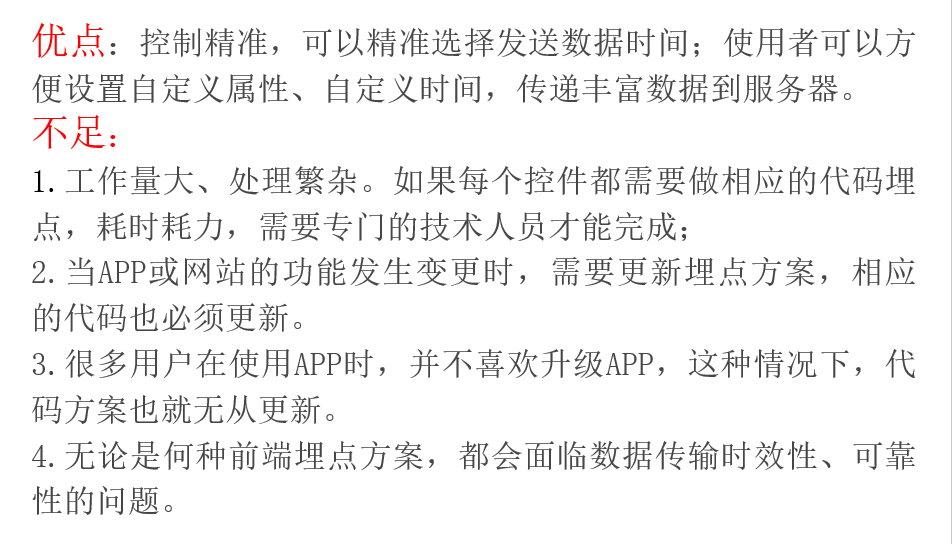 优点：控制精准，可以精准选择发送数据时间；使用者可以方
便设置自定义属性、自定义时间，传递丰富数据到服务器。
不足：
1.工作量大、处理繁杂。如果每个控件都需要做相应的代码埋
点，耗时耗力，需要专门的技术人员才能完成；
2.当APP或网站的功能发生变更时，需要更新埋点方案，相应
的代码也必须更新。
3.很多用户在使用APP时，并不喜欢升级APP，这种情况下，代
码方案也就无从更新。
4.无论是何种前端埋点方案，都会面临数据传输时效性、可靠
性的问题。